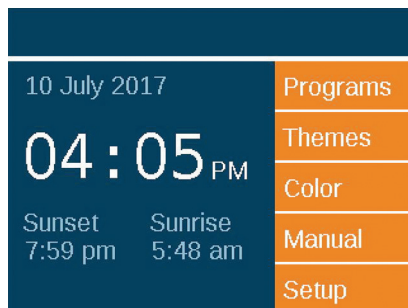 10 July 2017
04:05 PM
Sunset Sunrise
7:59 pm 5:48 am
Programs
Themes
Color
Manual
Setup